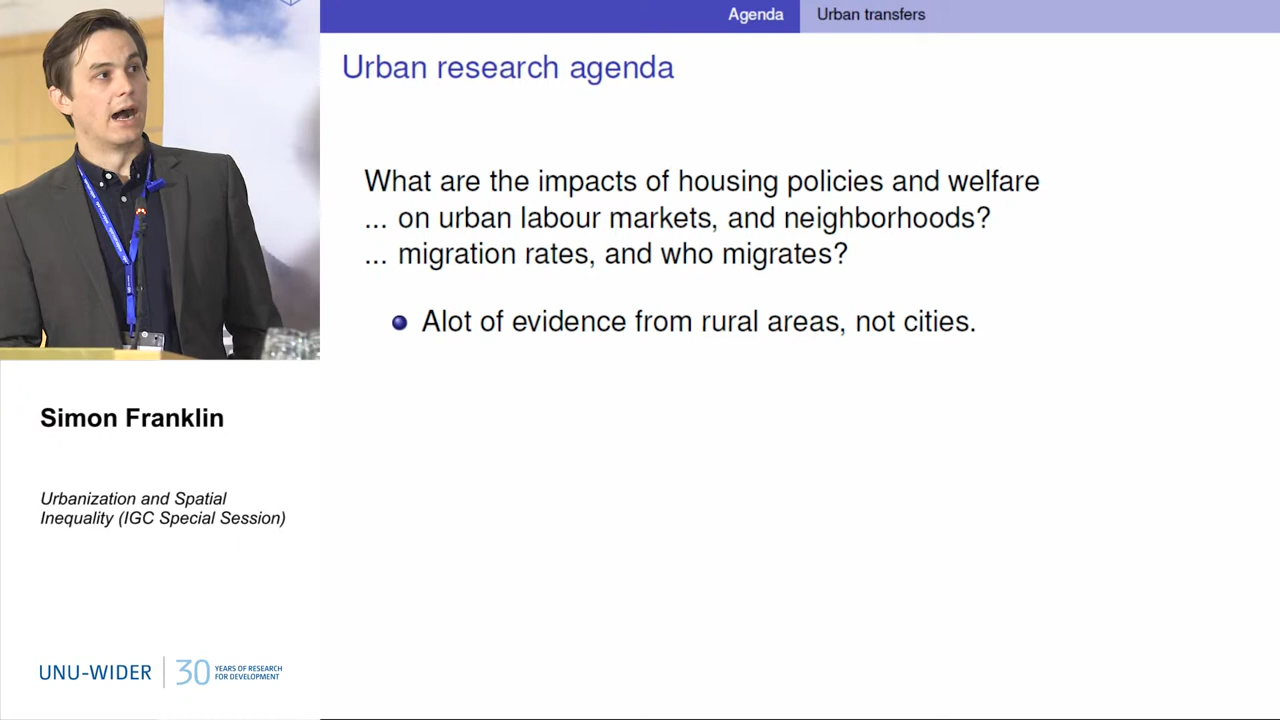 Agenda
Urban transfers
Urban research agenda
What are the impacts of housing policies and welfare
... on urban labour markets, and neighborhoods?
... migration rates, and who migrates?
Alot of evidence from rural areas, not cities.
Simon Franklin
Urbanization and Spatial
Inequality (IGC Special Session)
UNU-WIDER
30
YEARS OF RESEARCH
FOR DEVELOPMENT